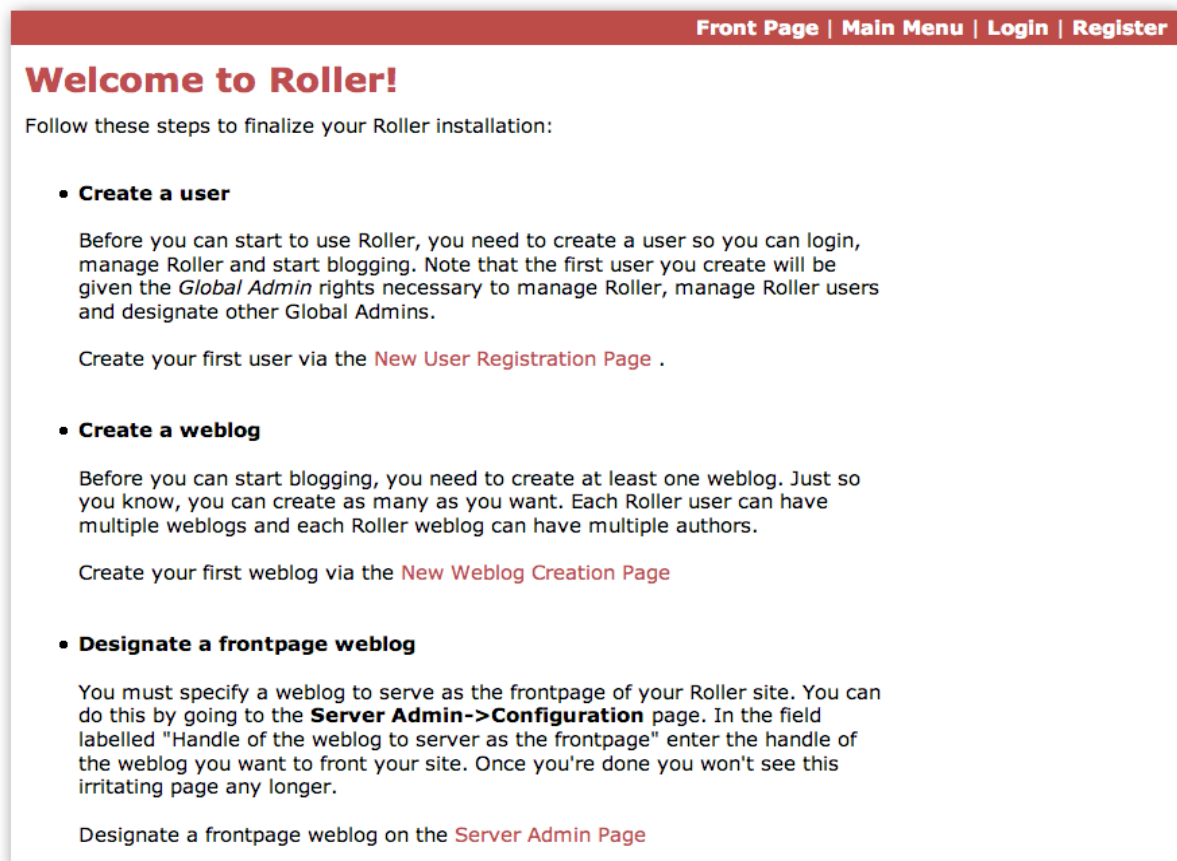 Front Page | Main Menu | Login | Register
Welcome to Roller!
Follow these steps to finalize your Roller installation:
• Create a user
Before you can start to use Roller, you need to create a user so you can login,
manage Roller and start blogging. Note that the first user you create will be
given the Global Admin rights necessary to manage Roller, manage Roller users
and designate other Global Admins.
Create your first user via the New User Registration Page .
• Create a weblog
Before you can start blogging, you need to create at least one weblog. Just so
you know, you can create as many as you want. Each Roller user can have
multiple weblogs and each Roller weblog can have multiple authors.
Create your first weblog via the New Weblog Creation Page
• Designate a frontpage weblog
You must specify a weblog to serve as the frontpage of your Roller site. You can
do this by going to the Server Admin->Configuration page. In the field
labelled "Handle of the weblog to server as the frontpage" enter the handle of
the weblog you want to front your site. Once you're done you won't see this
irritating page any longer.
Designate a frontpage weblog on the Server Admin Page